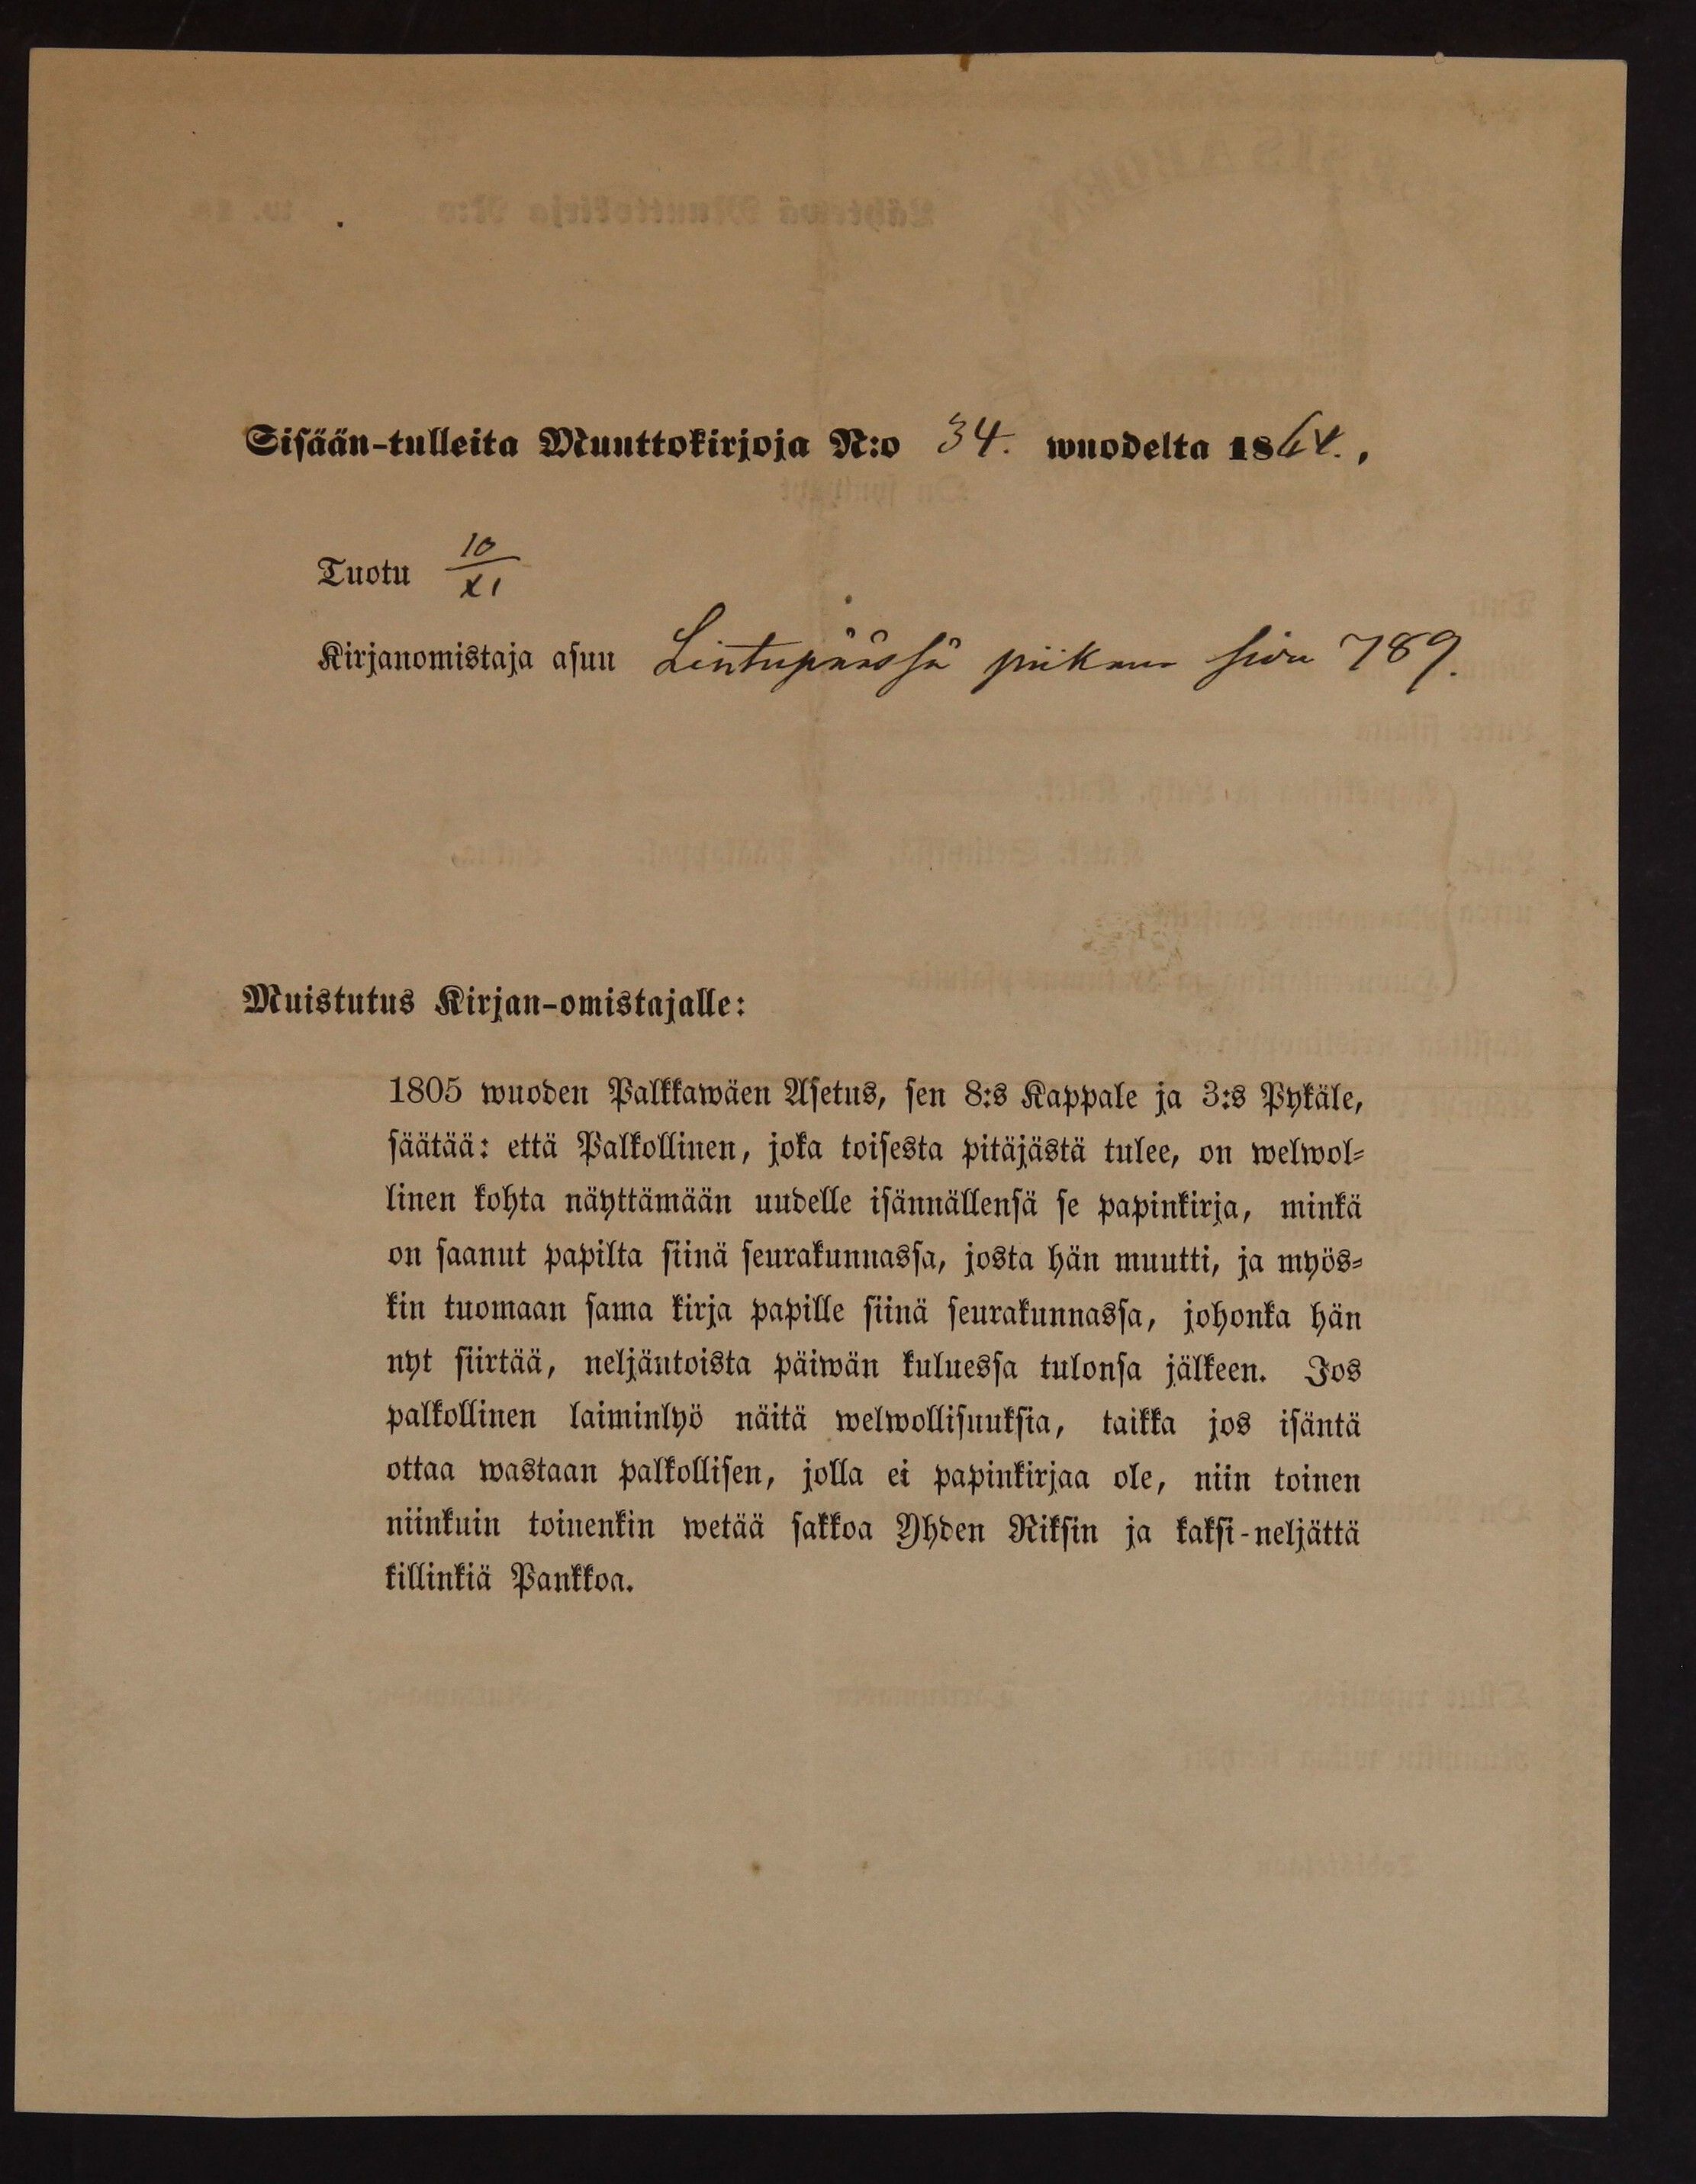 Sisään-tulleita Muuttokirjoja N:o 34. wuodelta 1864.,
Tuotu 10/XI
Kirjanomistaja asuu Lintupäässä piikana sivu 789.
Muistutus Kirjan-omistajalle:
1805 wuoden Palkkawäen Asetus, sen 8:s Kappale ja 3:s Pykäle,
säätää: että Palkollinen, joka toisesta pitäjästä tulee, on welwol-
linen kohta näyttämään uudelle isännällensä se papinkirja, minkä
on saanut papilta siinä seurakunnassa, josta hän muutti, ja myös-
kin tuomaan sama kirja papille siinä seurakunnassa, johonka hän
nyt siirtää, neljäntoista päiwän kuluessa tulonsa jälkeen. Jos
palkollinen laiminlyö näitä welwollisuuksia, taikka jos isäntä
ottaa wastaan palkollisen, jolla ei papinkirjaa ole, niin toinen
niinkuin toinenkin wetää sakkoa Yhden Riksin ja kaksi-neljättä
killinkiä Pankkoa.